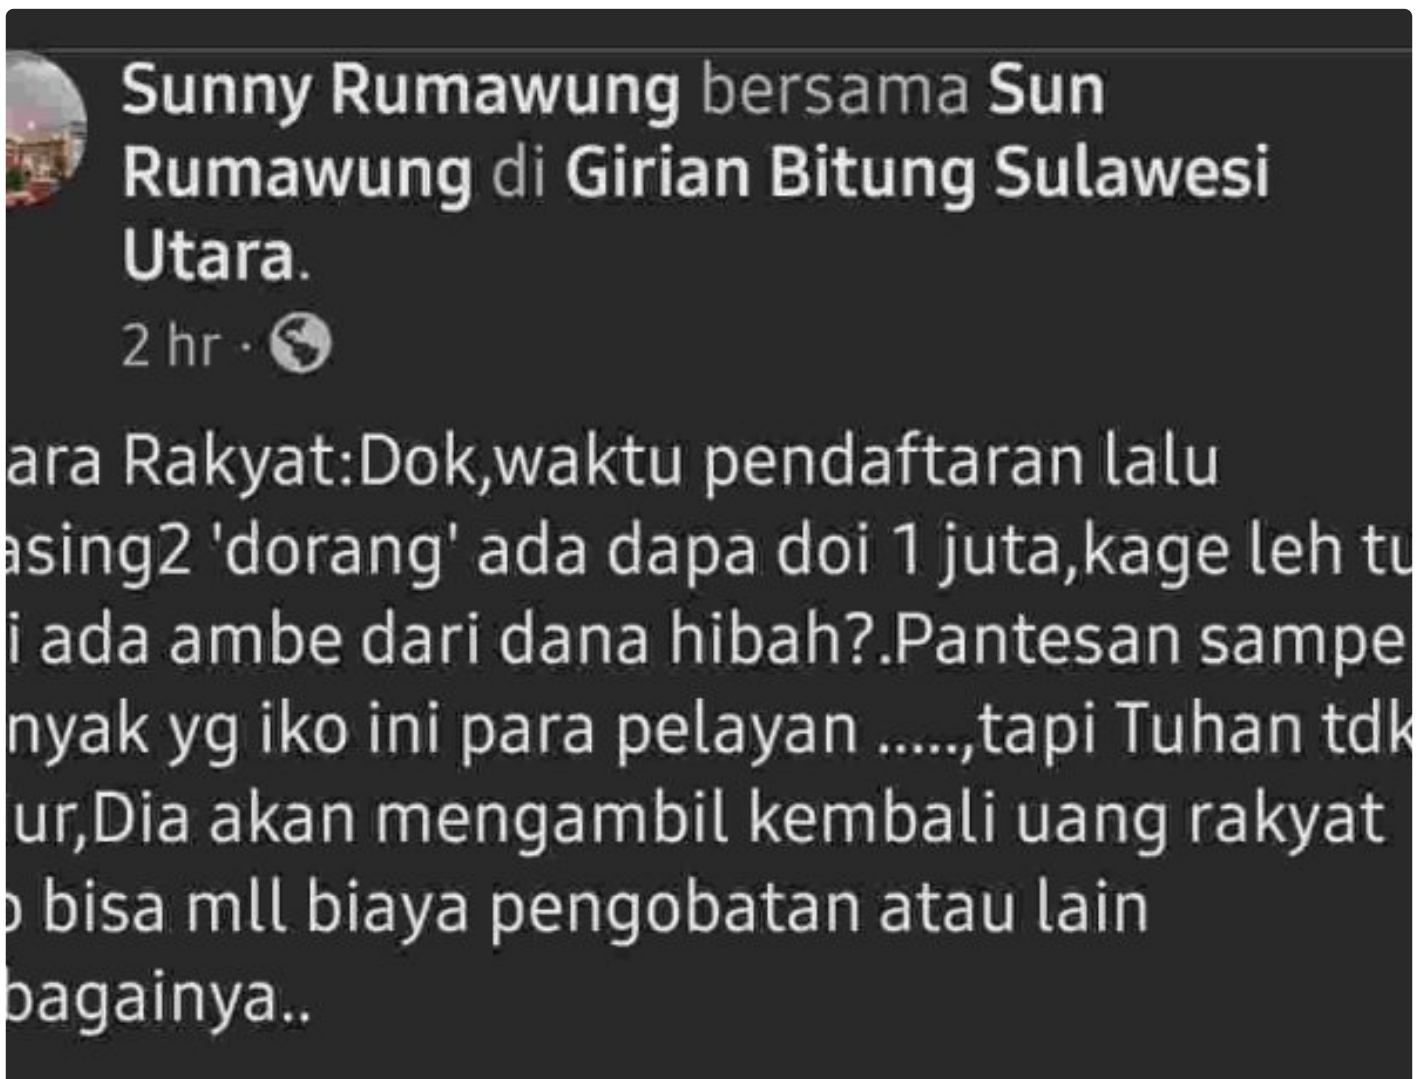 Sunny Rumawung bersama Sun
Rumawung di Girian Bitung Sulawesi
Utara.
2 hr ·
ara Rakyat:Dok,waktu pendaftaran lalu
asing2 'dorang' ada dapa doi 1 juta,kage leh tu
i ada ambe dari dana hibah?.Pantesan sampe
nyak yg iko ini para pelayan .....,tapi Tuhan tdk
ur,Dia akan mengambil kembali uang rakyat
o bisa mll biaya pengobatan atau lain
bagainya..